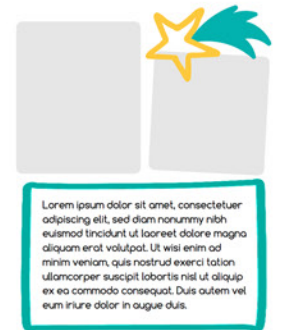 Lorem ipsum dolor sit amet, consectetuer
adipiscing elit, sed diam nonummy nibh
euismod tincidunt ut laoreet dolore magna
aliquam erat volutpat. Ut wisi enim ad
minim veniam, quis nostrud exerci tation
ullamcorper suscipit lobortis nisl ut aliquip
ex ea commodo consequat. Duis autem vel
eum iriure dolor in augue duis.